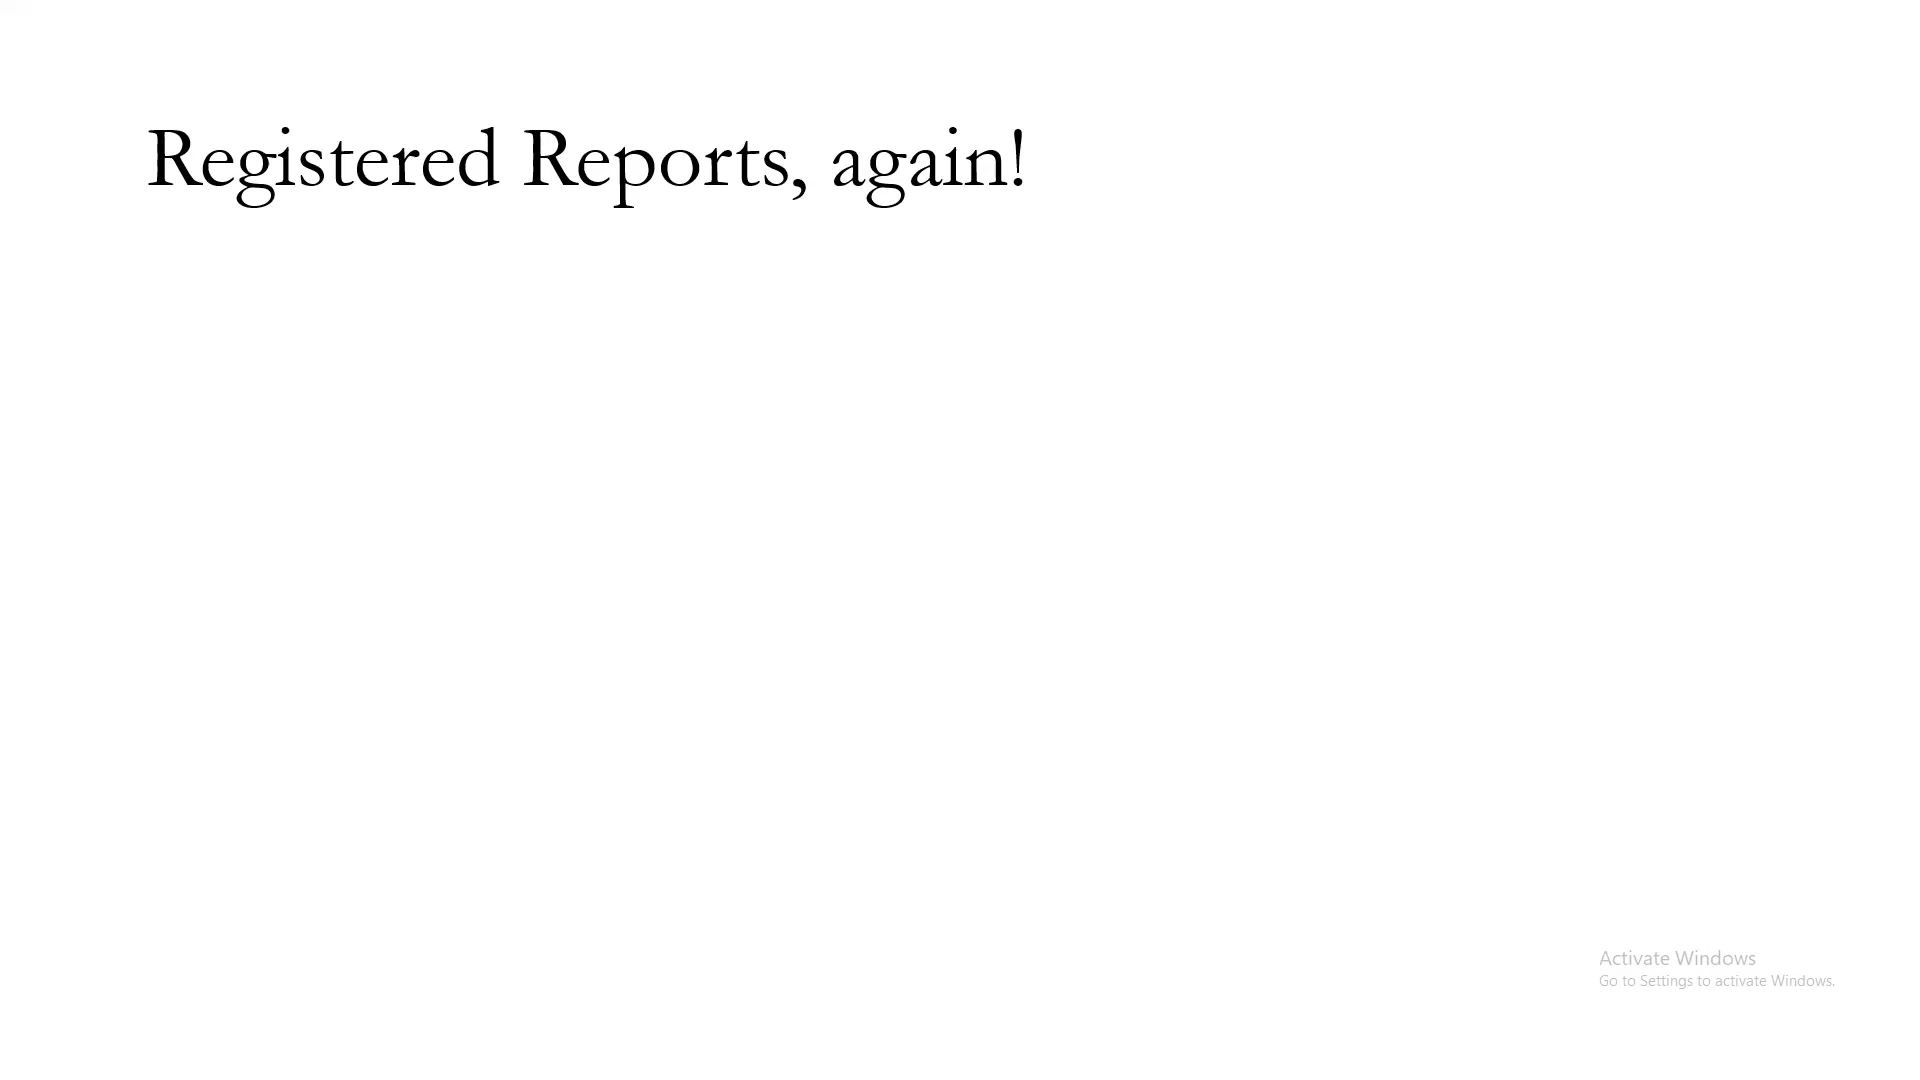 Registered Reports, again!
Activate Windows
Go to Settings to activate Windows.